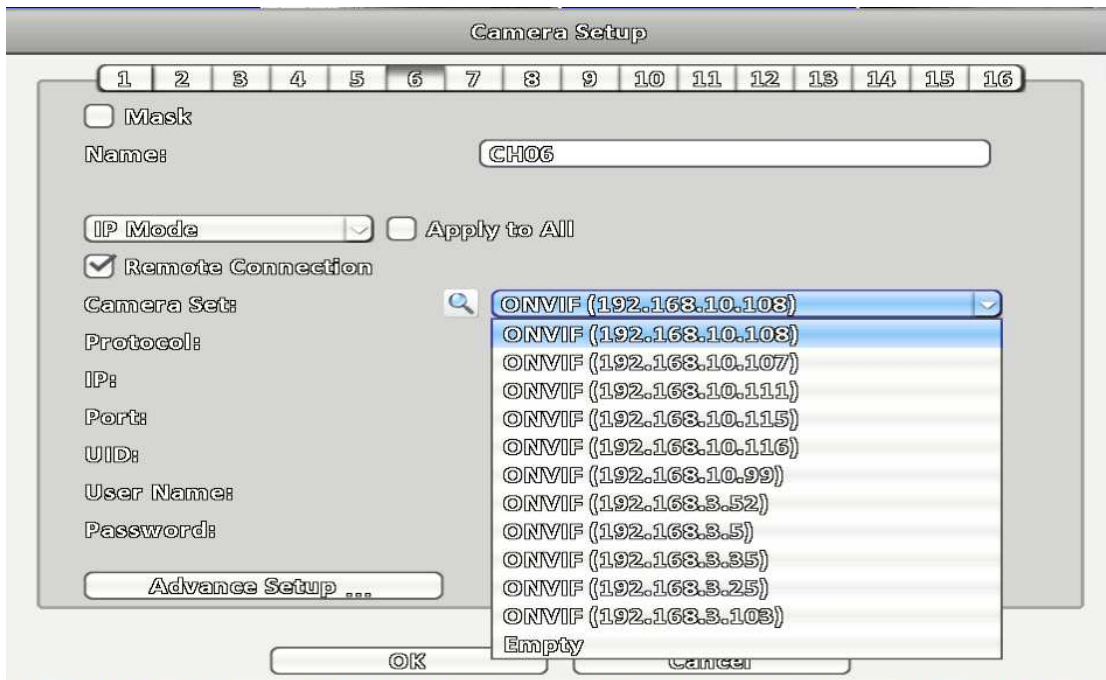 Camera Setup
1 2 3 4 5 6 7 8 9 10 11 12 13 14 15 16
Mask
Name: CH06
IP Mode Apply to All
Remote Connection
Camera Set: ONVIF (192.168.10.108)
ONVIF (192.168.10.108)
Protocol:
ONVIF (192.168.10.107)
IP:
ONVIF (192.168.10.111)
Port:
ONVIF (192.168.10.115)
UID:
ONVIF (192.168.10.116)
ONVIF (192.168.10.99)
User Name:
ONVIF (192.168.3.52)
Password:
ONVIF (192.168.3.5)
ONVIF (192.168.3.35)
Advance Setup ...
ONVIF (192.168.3.25)
ONVIF (192.168.3.103)
Empty
OK Cancel